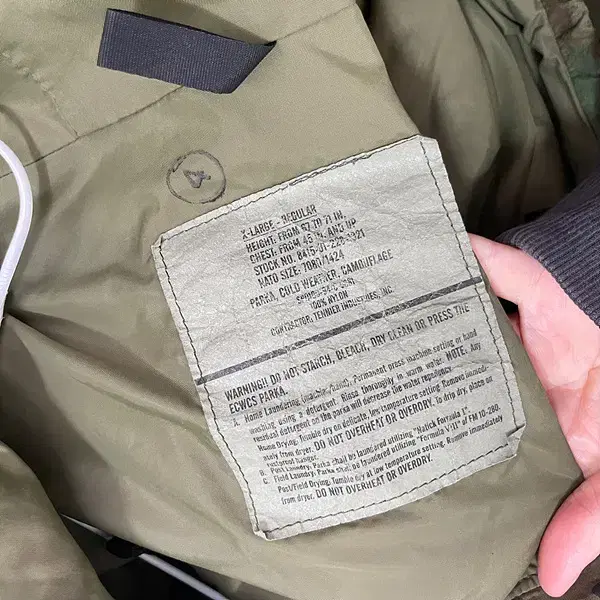 4
X-LARGE - REGULAR
HEIGHT: FROM 67 TO 71 IN.
CHEST: FROM 45 IN. AND UP
STOCK NO. 8415-01-228-1321
NATO SIZE: 7080/1424
PARKA, COLD WEATHER, CAMOUFLAGE
100% NYLON
CONTRACTOR: TENNIER INDUSTRIES, INC.
WARNING!! DO NOT STARCH, BLEACH, DRY CLEAN OR PRESS THE
ECWCS PARKA.
A. Home Laundering (machine/hand). Permanent press machine setting or hand
washing, using a detergent. Rinse thoroughly in warm water. NOTE: Any
residual detergent on the parka will decrease the water repellence.
Home Drying. Tumble dry on delicate, low temperature setting. Remove immedi-
ately from dryer. DO NOT OVERHEAT OR OVERDRY. To drip dry, place on
rustproof hanger.
B. Post Laundry: Parka shall be laundered utilizing "Natick Formula 1"
C. Field Laundry: Parka shall be laundered utilizing "Formula V-II" of FM 10-280.
Post/Field Drying. Tumble dry at low temperature setting. Remove immediately
from dryer. DO NOT OVERHEAT OR OVERDRY.